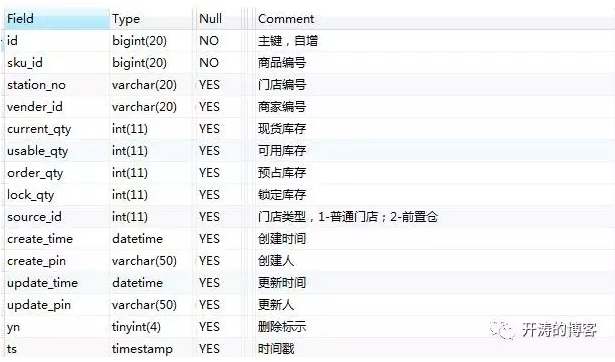 Field Type Null Comment
id bigint(20) NO 主键，自增
sku_id bigint(20) NO 商品编号
station_no varchar(20) YES 门店编号
vender_id varchar(20) YES 商家编号
current_qty int(11) YES 现货库存
usable_qty int(11) YES 可用库存
order_qty int(11) YES 预占库存
lock_qty int(11) YES 锁定库存
source_id int(11) YES 门店类型，1-普通门店；2-前置仓
create_time datetime YES 创建时间
create_pin varchar(50) YES 创建人
update_time datetime YES 更新时间
update_pin varchar(50) YES 更新人
yn tinyint(4) YES 删除标示
ts timestamp YES 时间戳
开涛的博客